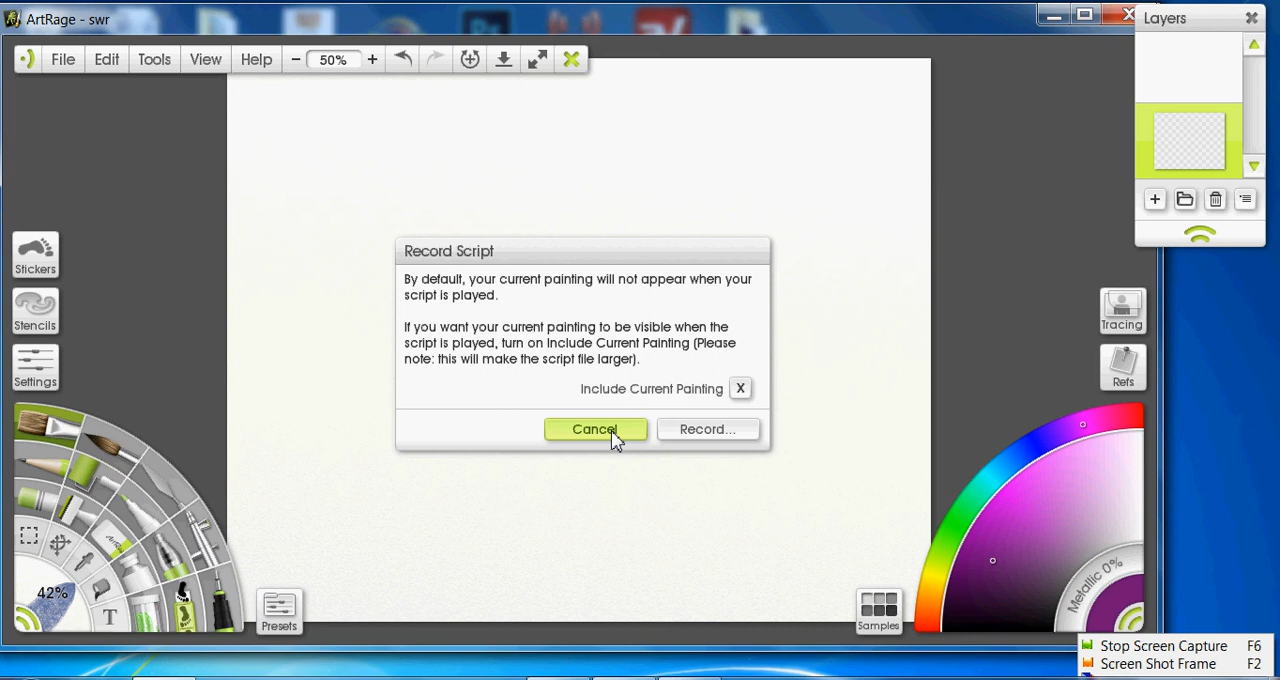 ArtRage - swr
Layers
File Edit Tools View Help 50%
Stickers
Stencils
Settings
Record Script
By default, your current painting will not appear when your
script is played.
If you want your current painting to be visible when the
script is played, turn on Include Current Painting (Please
note: this will make the script file larger).
Include Current Painting X
Cancel Record...
Tracing
Refs
42%
T
Presets
Samples
Metallic 0%
Stop Screen Capture F6
Screen Shot Frame F2